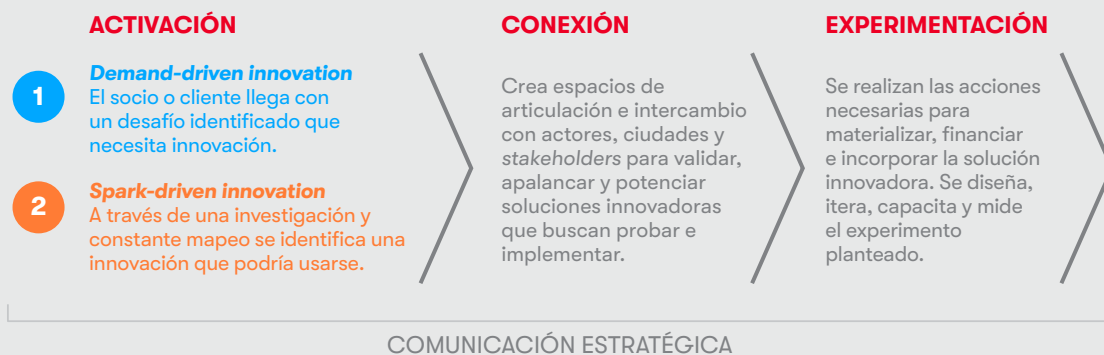 ACTIVACIÓN
1
Demand-driven innovation
El socio o cliente llega con
un desafío identificado que
necesita innovación.
2
Spark-driven innovation
A través de una investigación y
constante mapeo se identifica una
innovación que podría usarse.
CONEXIÓN
Crea espacios de
articulación e intercambio
con actores, ciudades y
stakeholders para validar,
apalancar y potenciar
soluciones innovadoras
que buscan probar e
implementar.
EXPERIMENTACIÓN
Se realizan las acciones
necesarias para
materializar, financiar
e incorporar la solución
innovadora. Se diseña,
itera, capacita y mide
el experimento
planteado.
COMUNICACIÓN ESTRATÉGICA